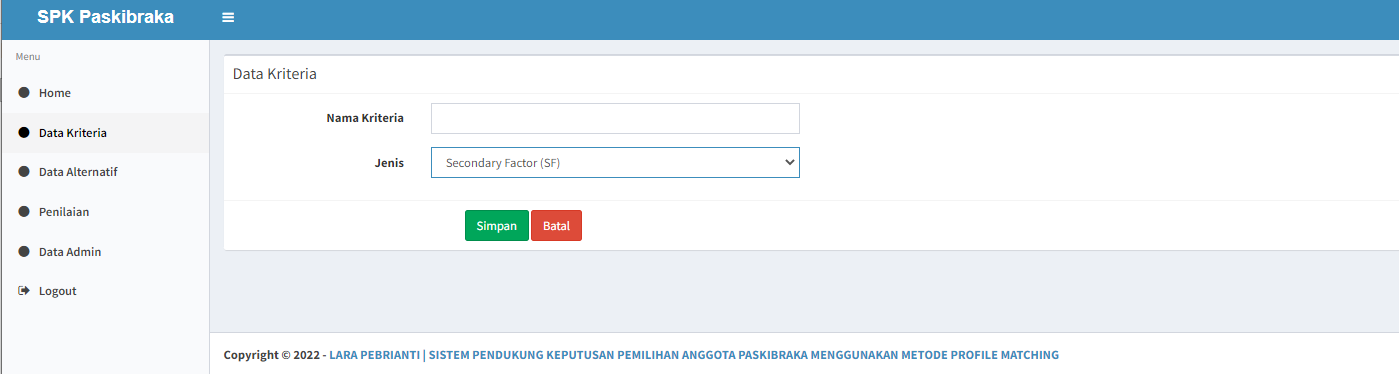 SPK Paskibraka
Menu
Home
Data Kriteria
Data Alternatif
Penilaian
Data Admin
Logout
Data Kriteria
Nama Kriteria
Jenis
Secondary Factor (SF)
Simpan
Batal
Copyright © 2022 - LARA PEBRIANTI | SISTEM PENDUKUNG KEPUTUSAN PEMILIHAN ANGGOTA PASKIBRAKA MENGGUNAKAN METODE PROFILE MATCHING